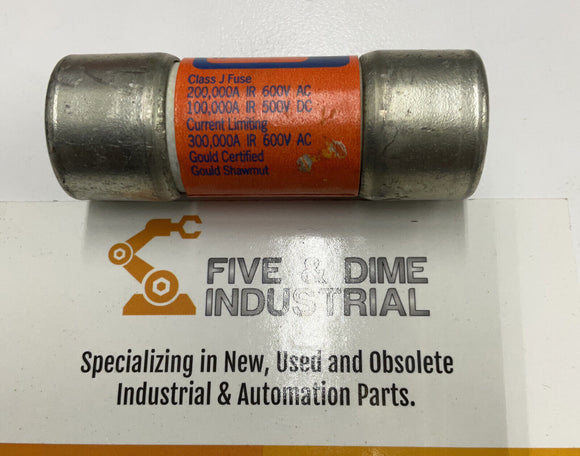 Class J Fuse
200,000A IR 600V AC
100,000A IR 500V DC
Current Limiting
300,000A IR 600V AC
Gould Certified
Gould Shawmut
FIVE & DIME
INDUSTRIAL
Specializing in New, Used and Obsolete
Industrial & Automation Parts.